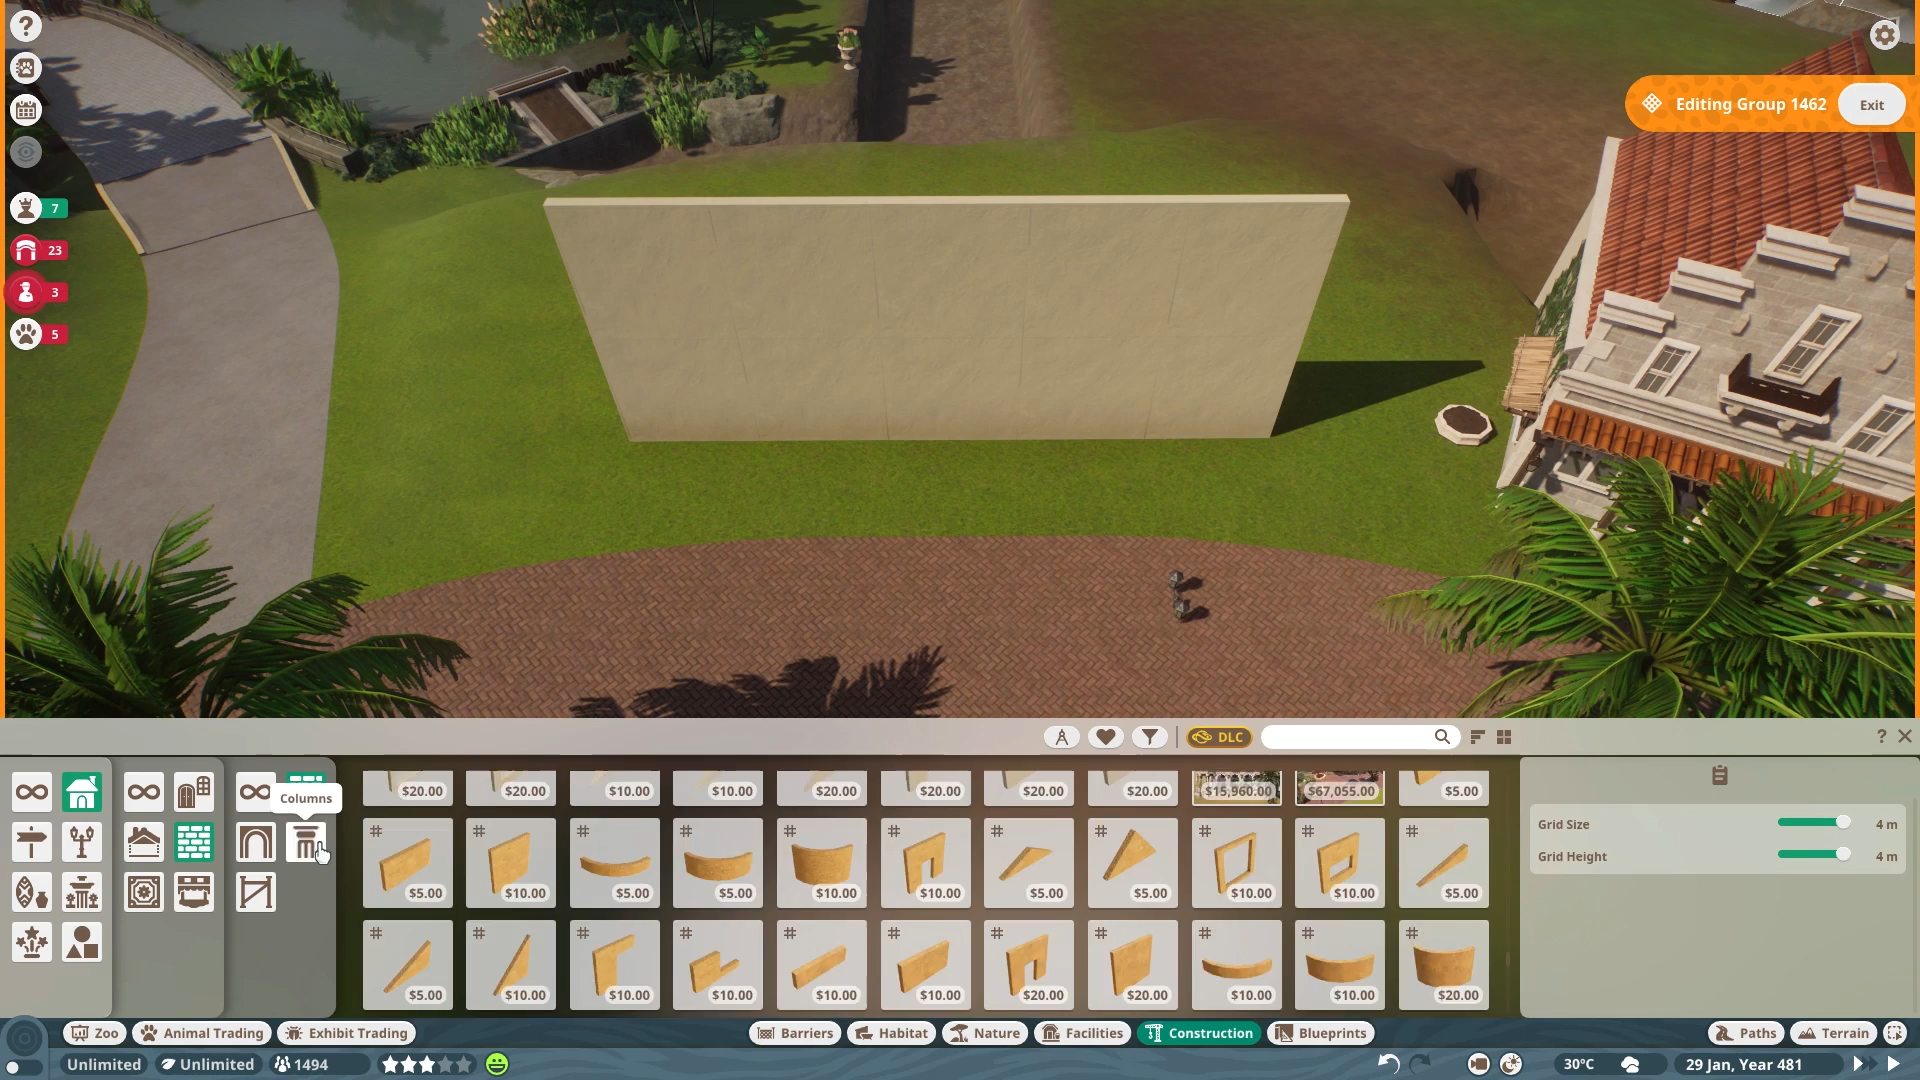 ?
Editing Group 1462 Exit
7
23
3
5
DLC
?
Columns
$20.00 $20.00 $10.00 $10.00 $20.00 $20.00 $20.00 $20.00 $15,960.00 $67,055.00 $5.00
# # # # # # # # # # #
$5.00 $10.00 $5.00 $5.00 $10.00 $10.00 $5.00 $5.00 $10.00 $10.00 $5.00
# # # # # # # # # # #
$5.00 $10.00 $10.00 $10.00 $10.00 $10.00 $20.00 $20.00 $10.00 $10.00 $20.00
Grid Size 4 m
Grid Height 4 m
Zoo Animal Trading Exhibit Trading Barriers Habitat Nature Facilities Construction Blueprints Paths Terrain
Unlimited Unlimited 1494 30°C 29 Jan, Year 481